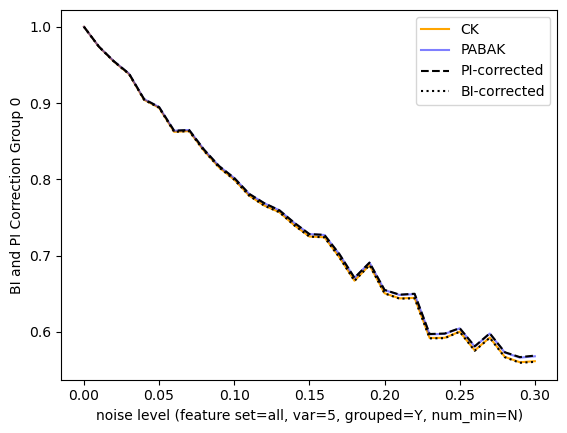 CK
PABAK
PI-corrected
BI-corrected
BI and PI Correction Group 0
1.0
0.9
0.8
0.7
0.6
0.00 0.05 0.10 0.15 0.20 0.25 0.30
noise level (feature set=all, var=5, grouped=Y, num_min=N)